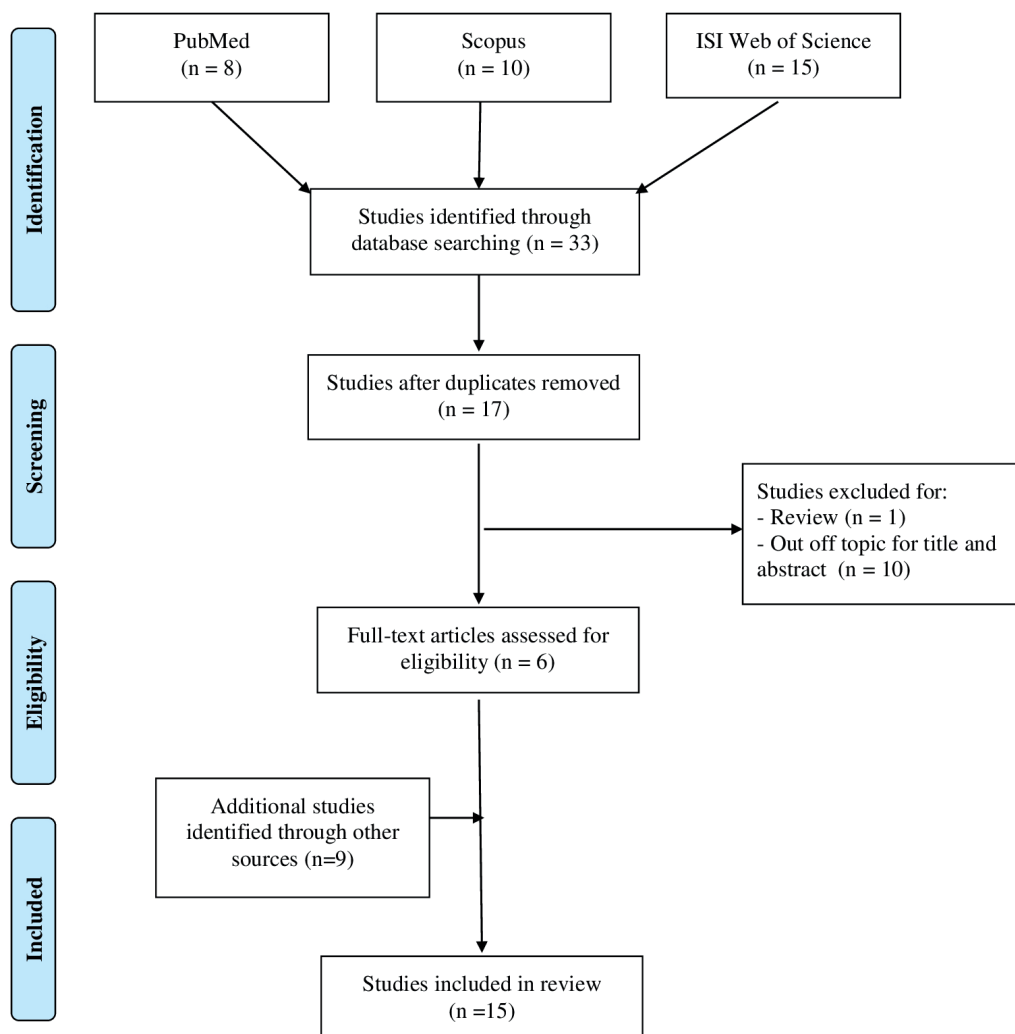 PubMed
(n = 8)
Scopus
(n = 10)
ISI Web of Science
(n = 15)
Identification
Studies identified through
database searching (n = 33)
Screening
Studies after duplicates removed
(n = 17)
Studies excluded for:
- Review (n = 1)
- Out off topic for title and
abstract  (n = 10)
Eligibility
Full-text articles assessed for
eligibility (n = 6)
Additional studies
identified through other
sources (n=9)
Included
Studies included in review
(n =15)